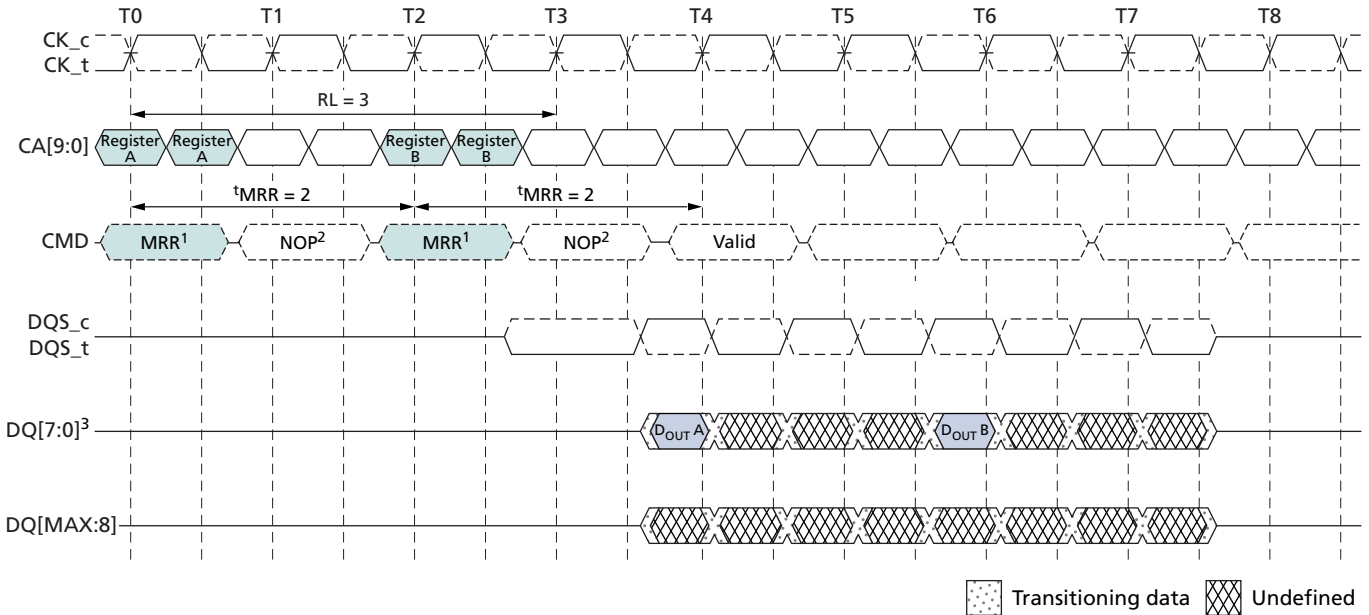 T0 T1 T2 T3 T4 T5 T6 T7 T8
CK_c
CK_t
RL = 3
CA[9:0] Register A Register A Register B Register B
tMRR = 2 tMRR = 2
CMD MRR1 NOP2 MRR1 NOP2 Valid
DQS_c
DQS_t
DQ[7:0]3 DOUT A DOUT B
DQ[MAX:8]
Transitioning data Undefined